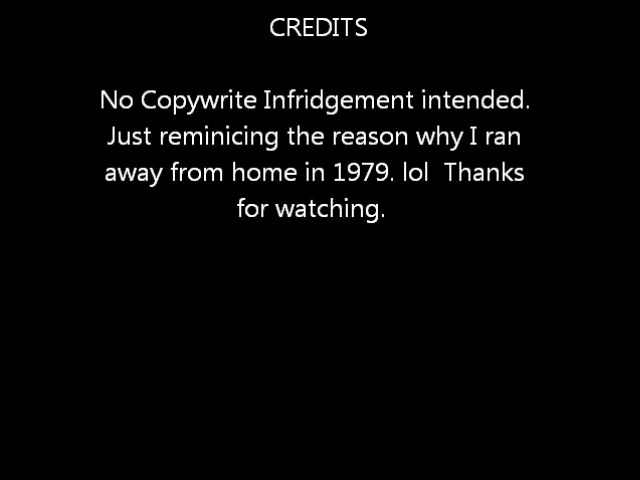 CREDITS
No Copywrite Infridgement intended.
Just reminicing the reason why I ran
away from home in 1979. lol  Thanks
for watching.